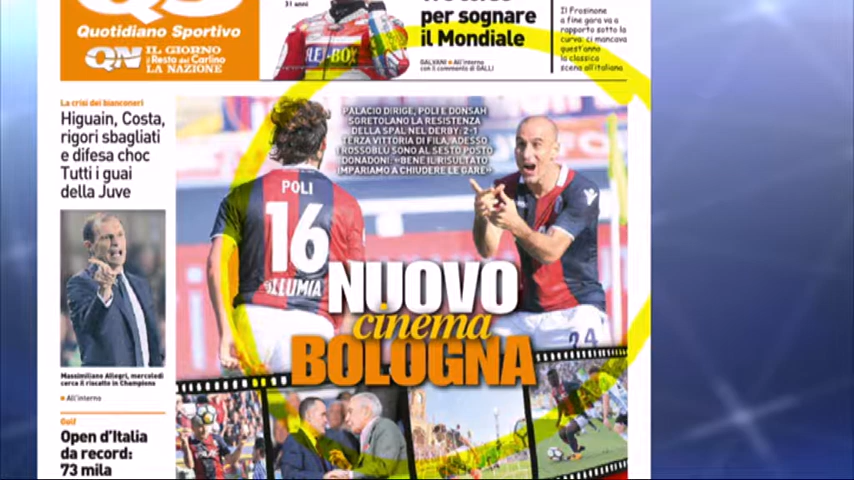 QS
Quotidiano Sportivo
QN IL GIORNO
il Resto del Carlino
LA NAZIONE
31 anni
per sognare
il Mondiale
GALVANI All'interno
con il commento di GALLI
Il Frosinone
a fine gara va a
rapporto sotto la
curva: ci mancava
quest'anno
la classica
scena all'italiana
La crisi dei bianconeri
Higuain, Costa,
rigori sbagliati
e difesa choc
Tutti i guai
della Juve
Massimiliano Allegri, mercoledì
cerca il riscatto in Champions
All'interno
Golf
Open d'Italia
da record:
73 mila
PALACIO DIRIGE, POLI E DONSAH
SGRETOLANO LA RESISTENZA
DELLA SPAL NEL DERBY: 2-1
TERZA VITTORIA DI FILA, ADESSO
I ROSSOBLÙ SONO AL SESTO POSTO
DONADONI: «BENE IL RISULTATO
IMPARIAMO A CHIUDERE LE GARE»
POLI
16
24
NUOVO
cinema
BOLOGNA